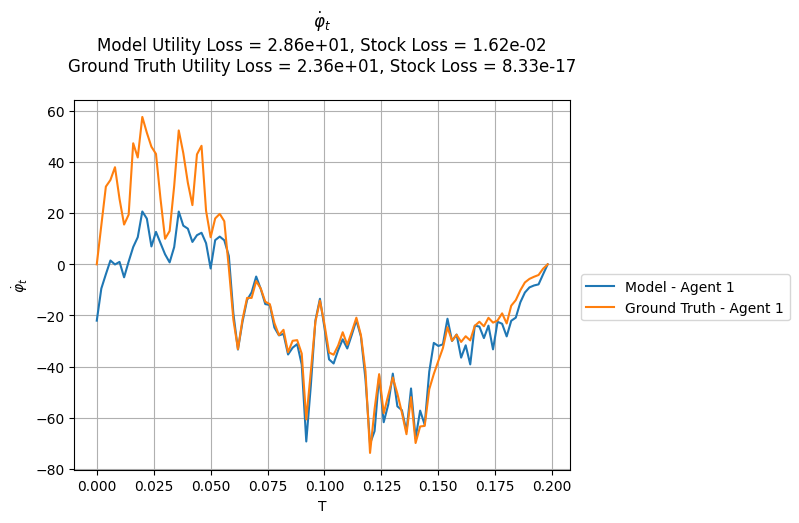 φ̇ₜ
Model Utility Loss = 2.86e+01, Stock Loss = 1.62e-02
Ground Truth Utility Loss = 2.36e+01, Stock Loss = 8.33e-17
60
40
20
0
−20
−40
−60
−80
φ̇ₜ
0.000
0.025
0.050
0.075
0.100
0.125
0.150
0.175
0.200
T
Model - Agent 1
Ground Truth - Agent 1